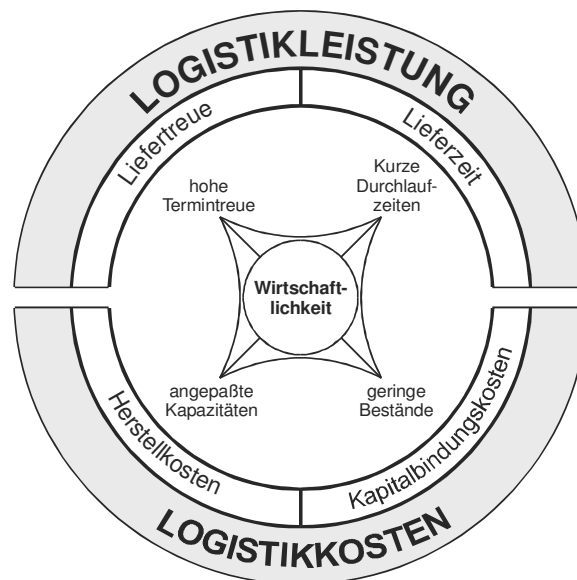 LOGISTIKLEISTUNG
Liefertreue
Lieferzeit
hohe
Termintreue
Kurze
Durchlauf-
zeiten
Wirtschaft-
lichkeit
angepaßte
Kapazitäten
geringe
Bestände
Herstellkosten
Kapitalbindungskosten
LOGISTIKKOSTEN